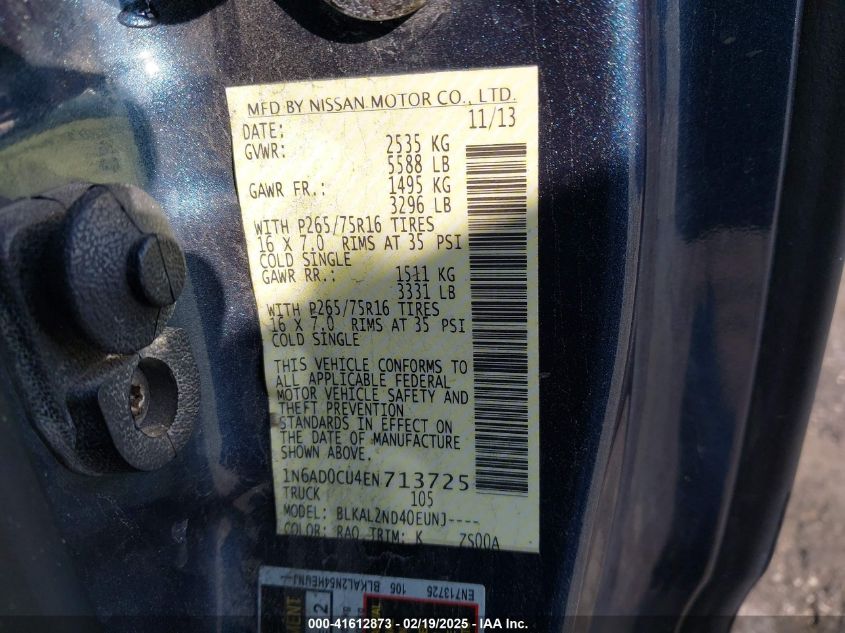 MFD BY NISSAN MOTOR CO., LTD.
DATE: 11/13
GVWR: 2535 KG
5588 LB
GAWR FR.: 1495 KG
3296 LB
WITH P265/75R16 TIRES
16 X 7.0 RIMS AT 35 PSI
COLD SINGLE
GAWR RR.: 1511 KG
3331 LB
WITH P265/75R16 TIRES
16 X 7.0 RIMS AT 35 PSI
COLD SINGLE
THIS VEHICLE CONFORMS TO
ALL APPLICABLE FEDERAL
MOTOR VEHICLE SAFETY AND
THEFT PREVENTION
STANDARDS IN EFFECT ON
THE DATE OF MANUFACTURE
SHOWN ABOVE.
1N6AD0CU4EN713725
TRUCK 105
MODEL: BLKAL2ND40EUNJ----
COLOR: RAQ TRIM: K ZS00A
EN713725
105 BLKAL2N54HEUNJ--
2
000-41612873 - 02/19/2025 - IAA Inc.